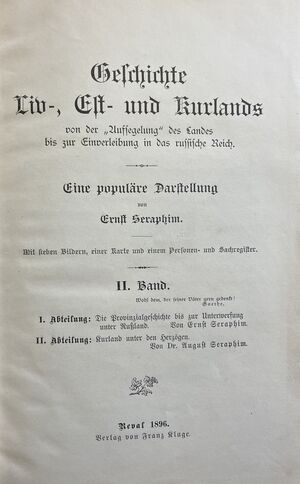 Geschichte
Liv-, Est- und Kurlands
von der „Aufsegelung" des Landes
bis zur Einverleibung in das russische Reich.
Eine populäre Darstellung
von
Ernst Seraphim.
Mit sieben Bildern, einer Karte und einem Personen- und Sachregister.
II. Band.
Wohl dem, der seiner Väter gern gedenkt!
Goethe.
I. Abteilung: Die Provinzialgeschichte bis zur Unterwerfung
unter Rußland. Von Ernst Seraphim.
II. Abteilung: Kurland unter den Herzögen.
Von Dr. August Seraphim.
Reval 1896.
Verlag von Franz Kluge.